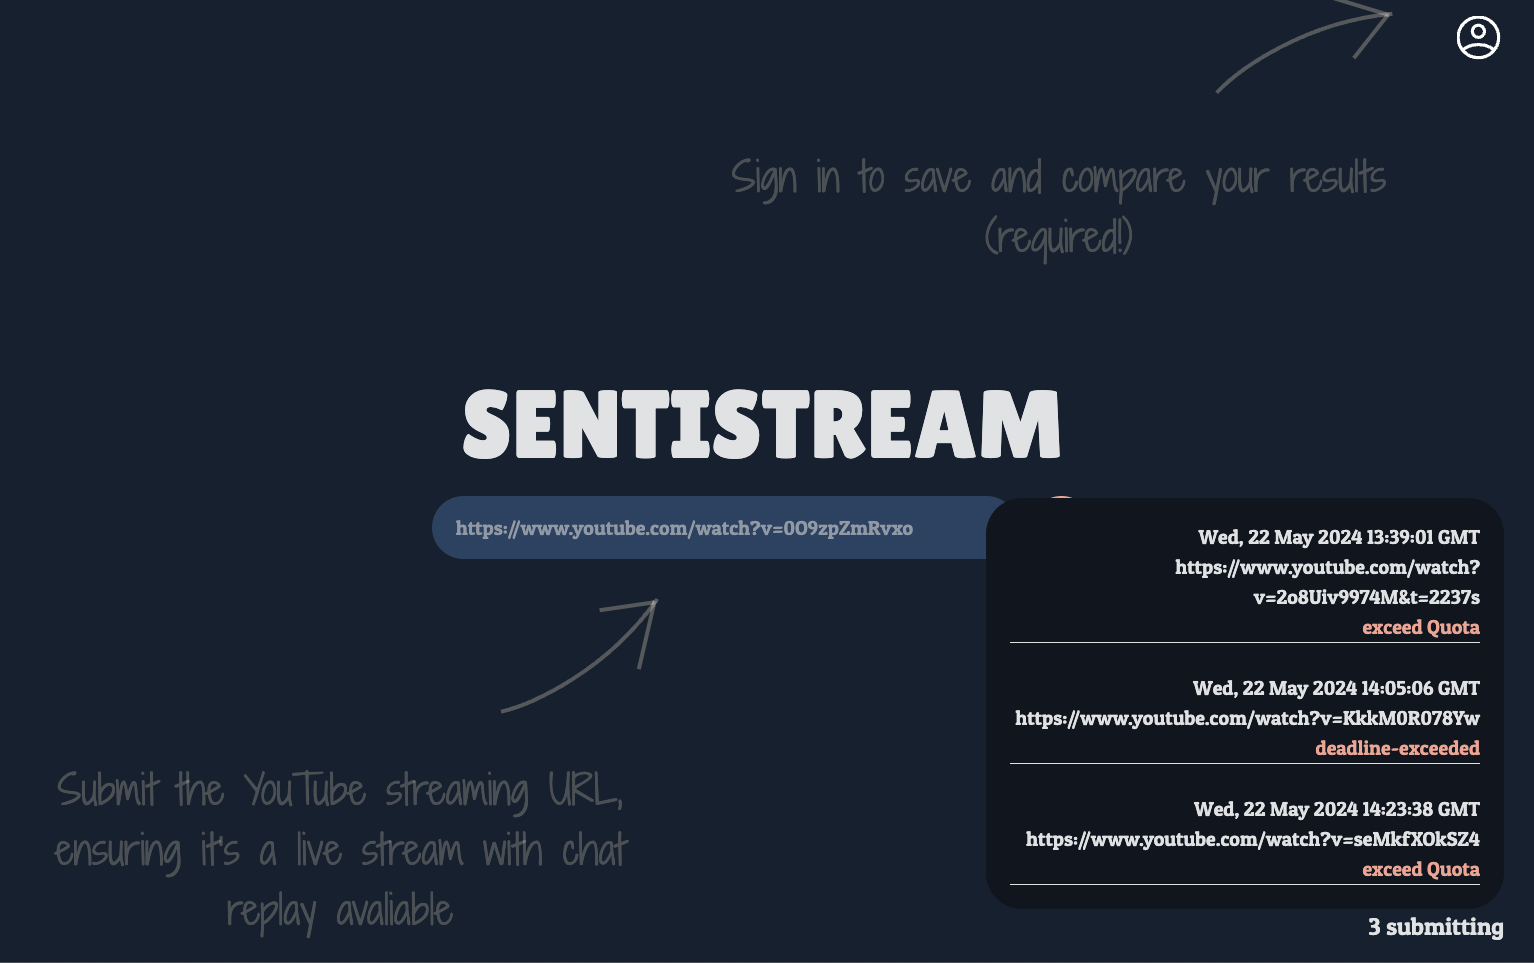 Sign in to save and compare your results
(required!)
SENTISTREAM
https://www.youtube.com/watch?v=0O9zpZmRvxo
Wed, 22 May 2024 13:39:01 GMT
https://www.youtube.com/watch?
v=2o8Uiv9974M&t=2237s
exceed Quota
Wed, 22 May 2024 14:05:06 GMT
https://www.youtube.com/watch?v=KkkM0R078Yw
deadline-exceeded
Wed, 22 May 2024 14:23:38 GMT
https://www.youtube.com/watch?v=seMkfXOkSZ4
exceed Quota
3 submitting
Submit the YouTube streaming URL,
ensuring it's a live stream with chat
replay avaliable